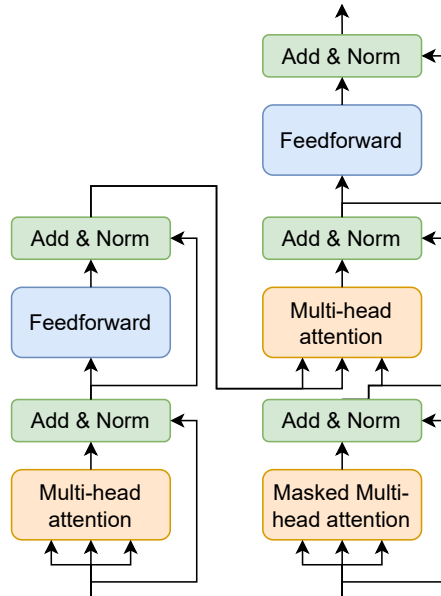 Add & Norm
Feedforward
Add & Norm
Multi-head
attention
Add & Norm
Masked Multi-
head attention
Add & Norm
Feedforward
Add & Norm
Multi-head
attention